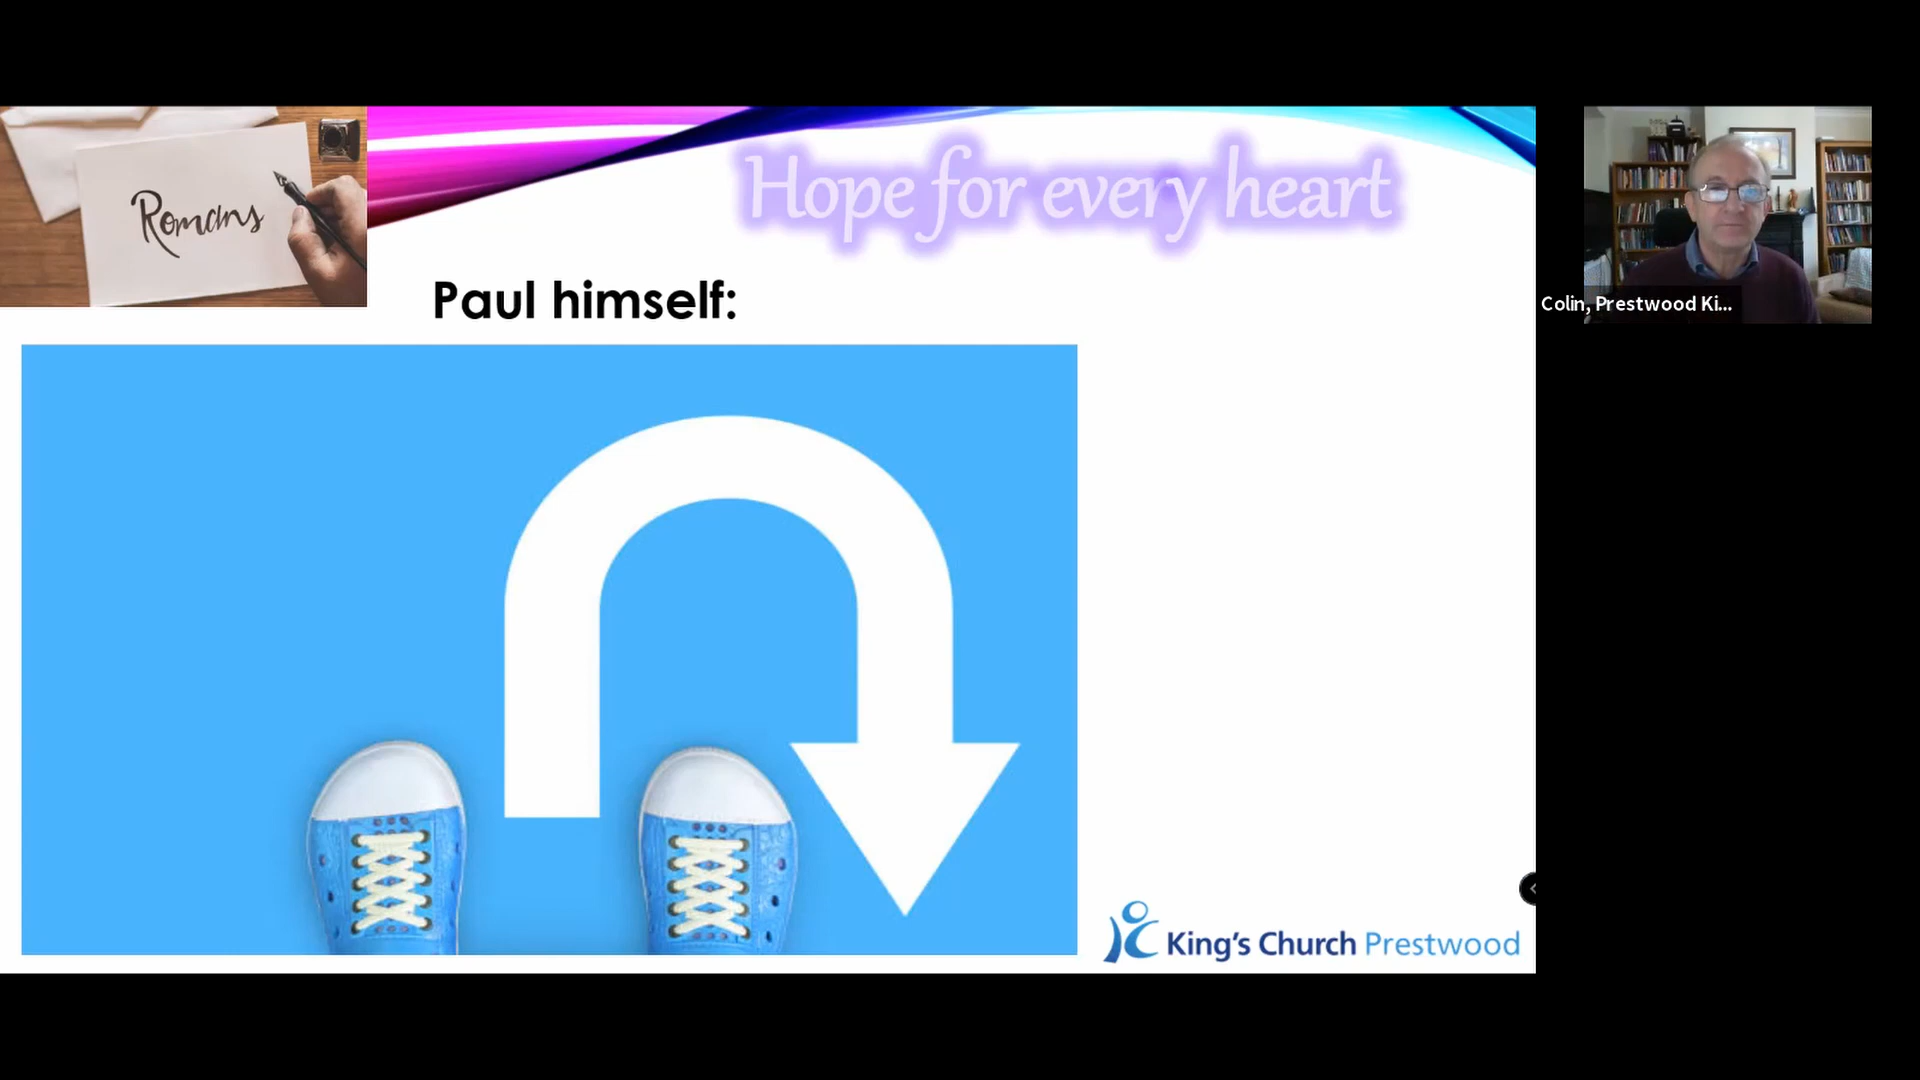 Romans
Hope for every heart
Paul himself:
Colin, Prestwood Ki...
King's Church Prestwood